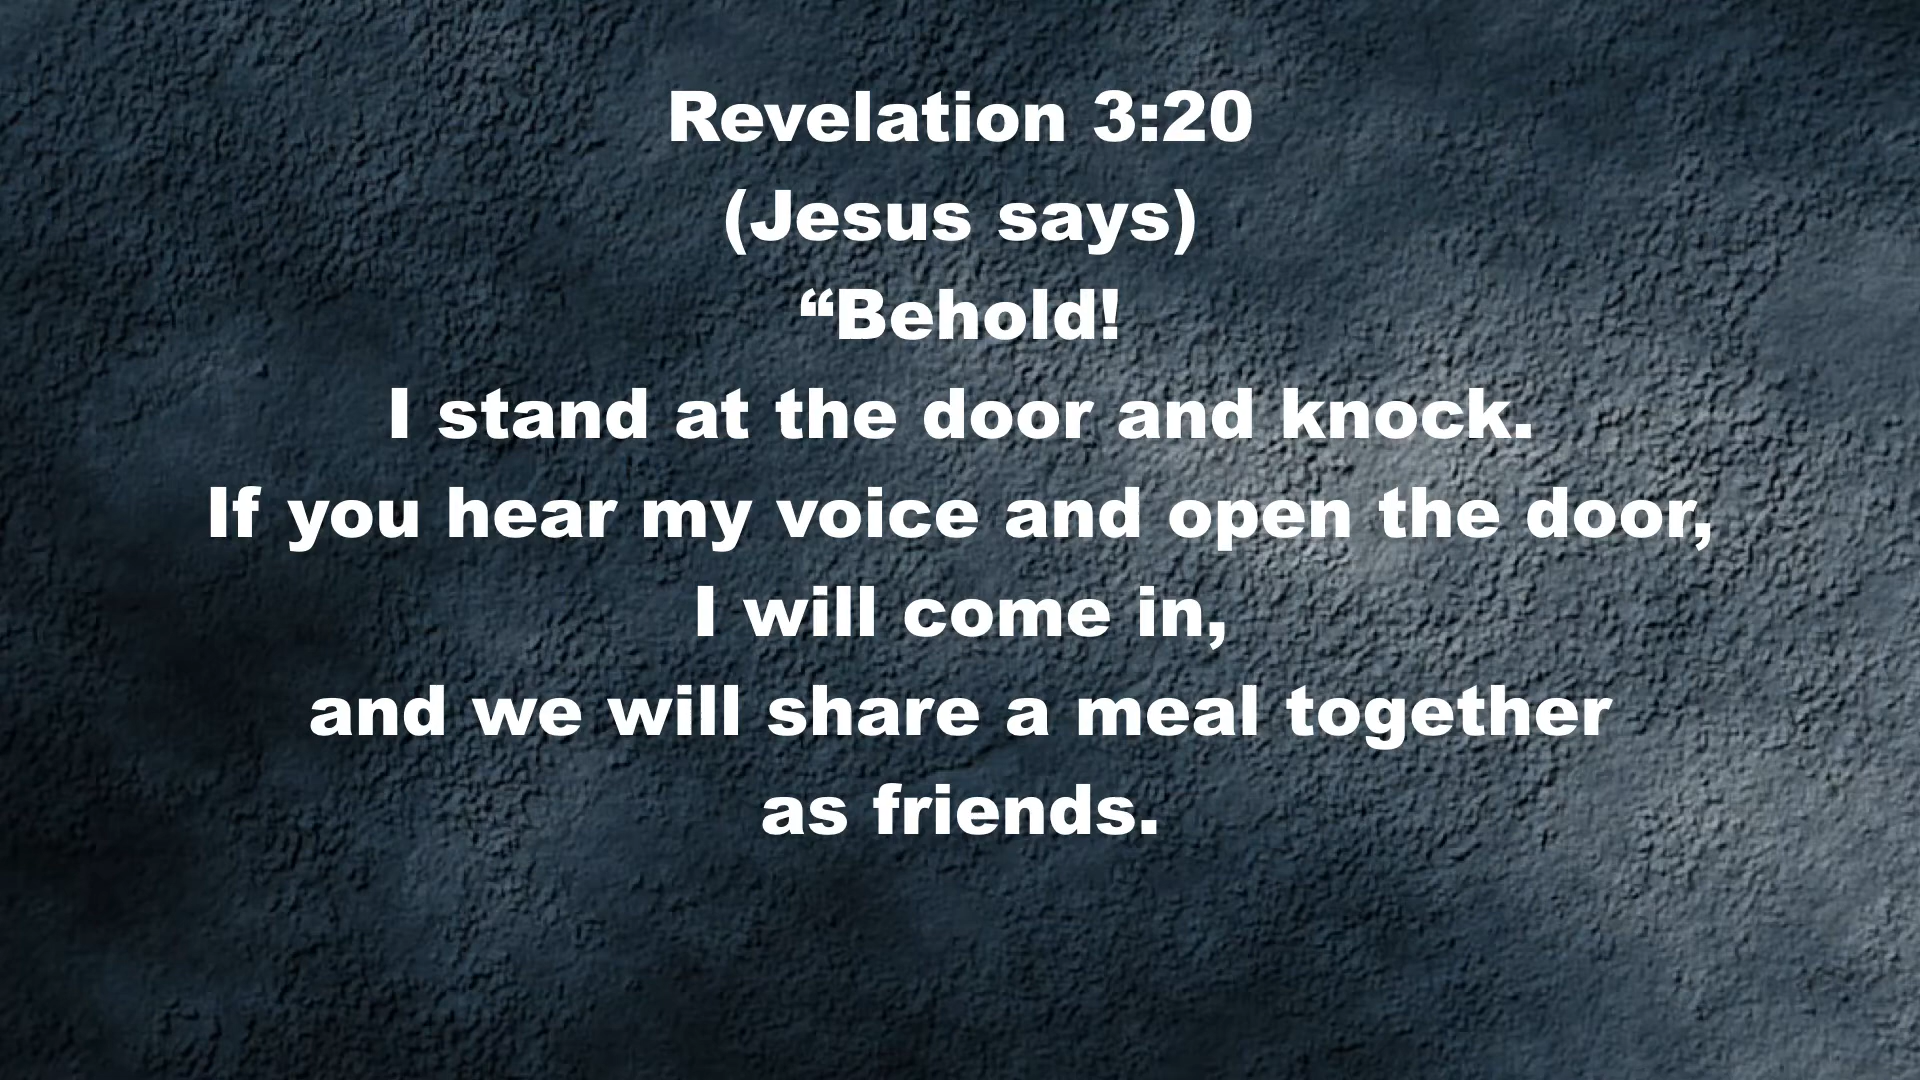 Revelation 3:20
(Jesus says)
“Behold!
I stand at the door and knock.
If you hear my voice and open the door,
I will come in,
and we will share a meal together
as friends.